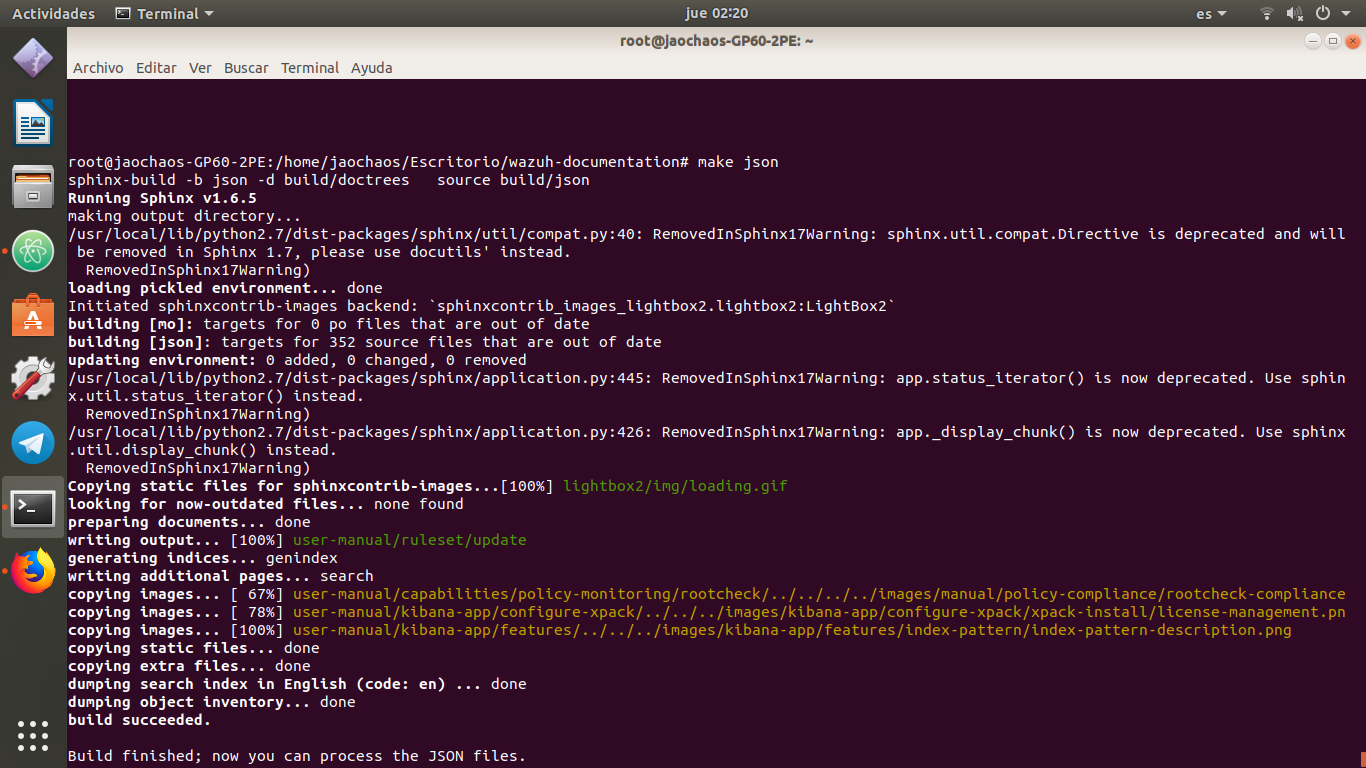 Actividades Terminal jue 02:20 es
root@jaochaos-GP60-2PE: ~
Archivo Editar Ver Buscar Terminal Ayuda
root@jaochaos-GP60-2PE:/home/jaochaos/Escritorio/wazuh-documentation# make json
sphinx-build -b json -d build/doctrees   source build/json
Running Sphinx v1.6.5
making output directory...
/usr/local/lib/python2.7/dist-packages/sphinx/util/compat.py:40: RemovedInSphinx17Warning: sphinx.util.compat.Directive is deprecated and will
 be removed in Sphinx 1.7, please use docutils' instead.
  RemovedInSphinx17Warning)
loading pickled environment... done
Initiated sphinxcontrib-images backend: `sphinxcontrib_images_lightbox2.lightbox2:LightBox2`
building [mo]: targets for 0 po files that are out of date
building [json]: targets for 352 source files that are out of date
updating environment: 0 added, 0 changed, 0 removed
/usr/local/lib/python2.7/dist-packages/sphinx/application.py:445: RemovedInSphinx17Warning: app.status_iterator() is now deprecated. Use sphin
x.util.status_iterator() instead.
  RemovedInSphinx17Warning)
/usr/local/lib/python2.7/dist-packages/sphinx/application.py:426: RemovedInSphinx17Warning: app._display_chunk() is now deprecated. Use sphinx
.util.display_chunk() instead.
  RemovedInSphinx17Warning)
Copying static files for sphinxcontrib-images...[100%] lightbox2/img/loading.gif
looking for now-outdated files... none found
preparing documents... done
writing output... [100%] user-manual/ruleset/update
generating indices... genindex
writing additional pages... search
copying images... [ 67%] user-manual/capabilities/policy-monitoring/rootcheck/../../../../images/manual/policy-compliance/rootcheck-compliance
copying images... [ 78%] user-manual/kibana-app/configure-xpack/../../../images/kibana-app/configure-xpack/xpack-install/license-management.pn
copying images... [100%] user-manual/kibana-app/features/../../../images/kibana-app/features/index-pattern/index-pattern-description.png
copying static files... done
copying extra files... done
dumping search index in English (code: en) ... done
dumping object inventory... done
build succeeded.
Build finished; now you can process the JSON files.